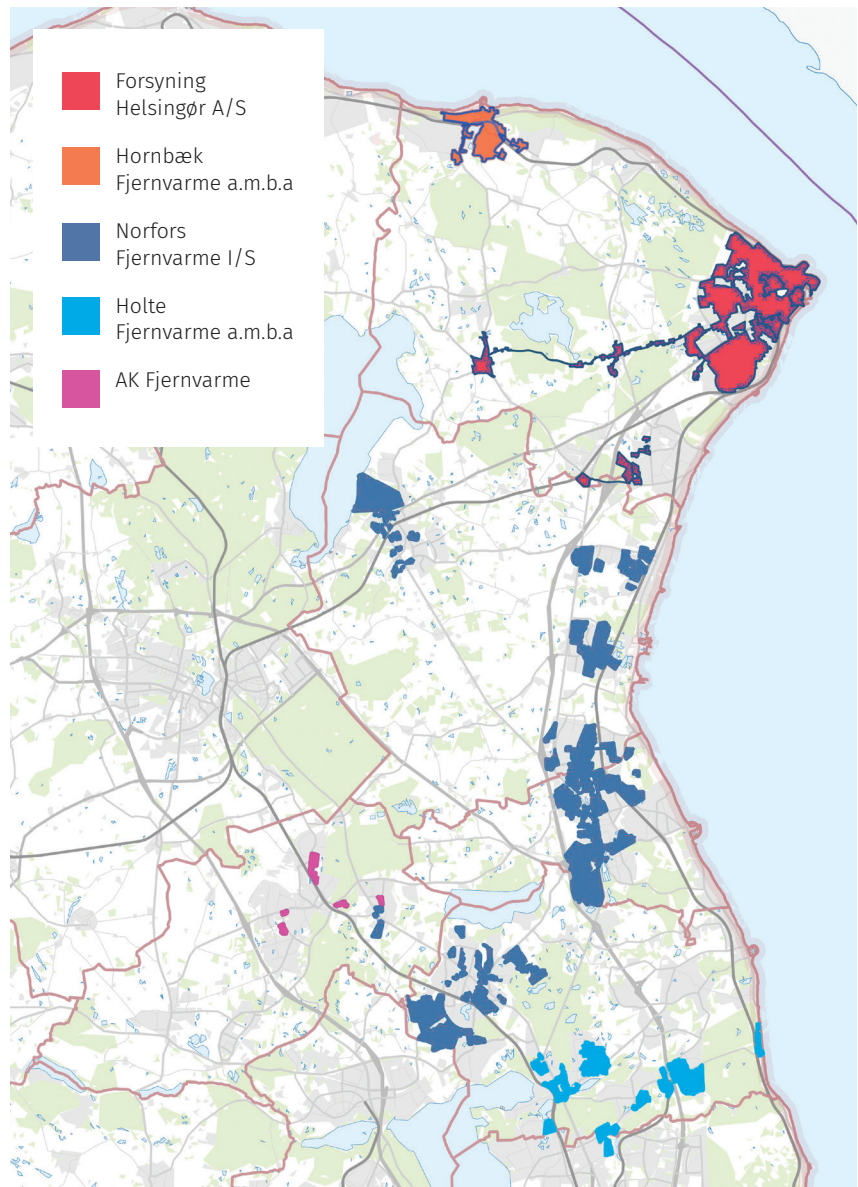 Forsyning
Helsingør A/S
Hornbæk
Fjernvarme a.m.b.a
Norfors
Fjernvarme I/S
Holte
Fjernvarme a.m.b.a
AK Fjernvarme